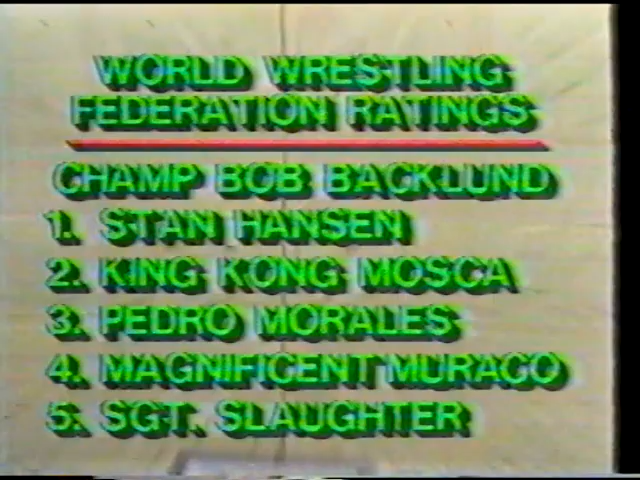 WORLD WRESTLING
FEDERATION RATINGS
CHAMP BOB BACKLUND
1. STAN HANSEN
2. KING KONG MOSCA
3. PEDRO MORALES
4. MAGNIFICENT MURACO
5. SGT. SLAUGHTER